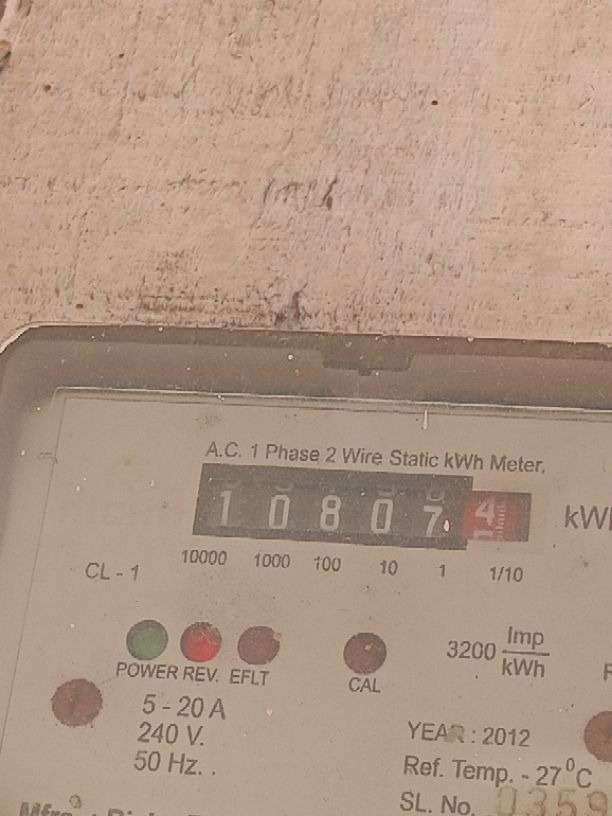 A.C. 1 Phase 2 Wire Static kWh Meter.
1 0 8 0 7 4
10000 1000 100 10 1 1/10
CL - 1
3200 Imp
kWh
POWER REV. EFLT
CAL
5 - 20 A
240 V.
50 Hz. .
YEAR : 2012
Ref. Temp. - 27⁰C
SL. No. 0359